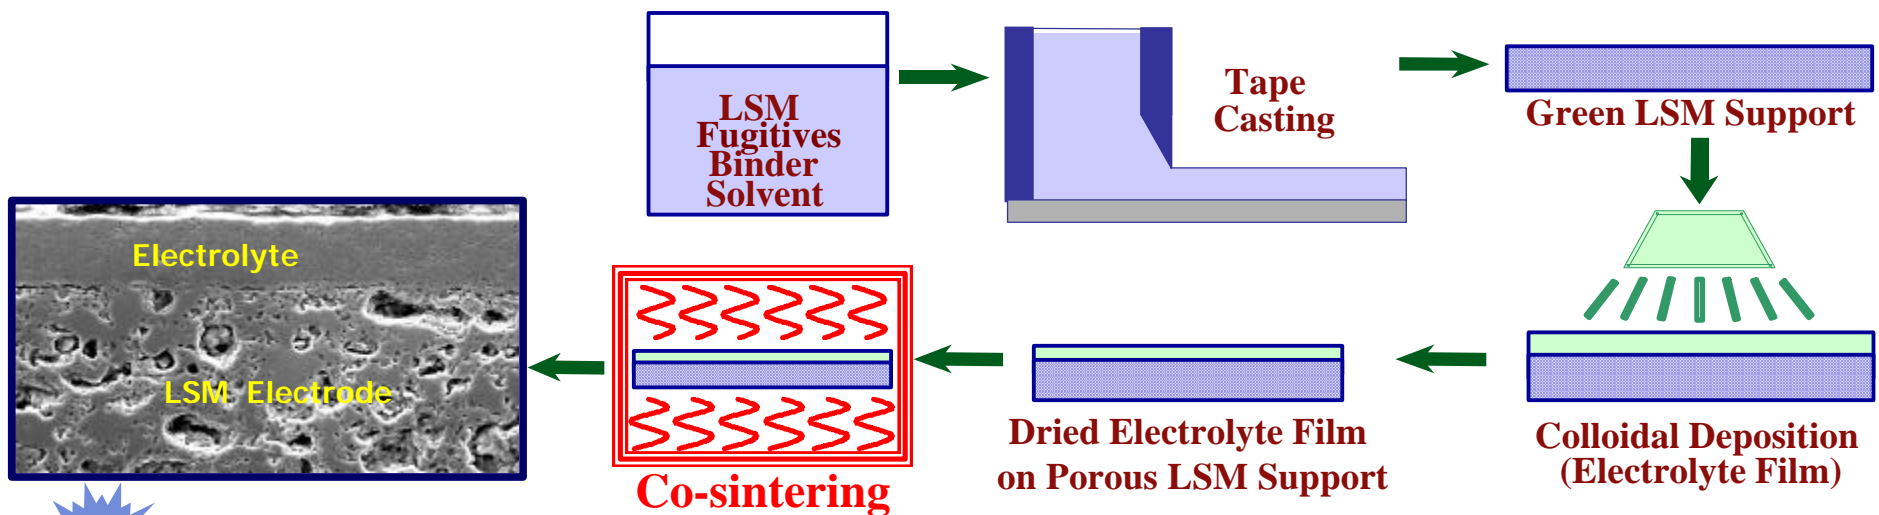 LSM
Fugitives
Binder
Solvent
Tape
Casting
Green LSM Support
Colloidal Deposition
(Electrolyte Film)
Dried Electrolyte Film
on Porous LSM Support
Co-sintering
Electrolyte
LSM Electrode